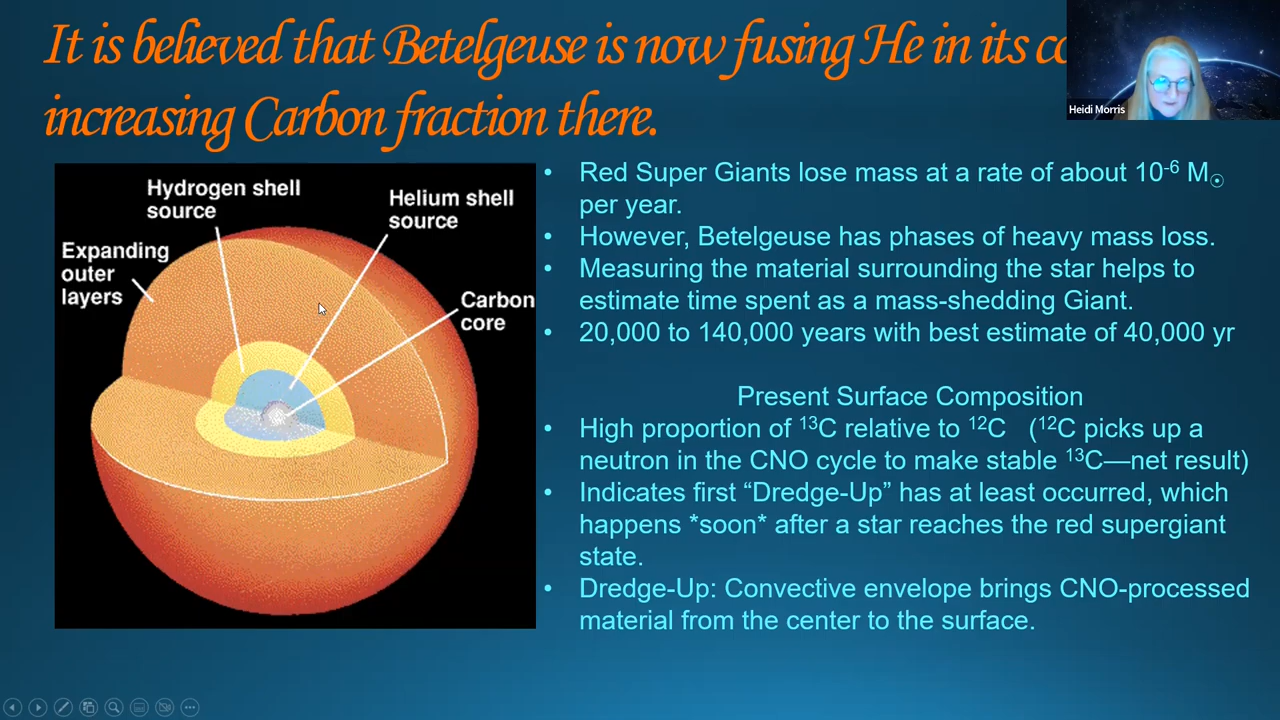 It is believed that Betelgeuse is now fusing He in its
increasing Carbon fraction there.
Heidi Morris
Hydrogen shell
source
Helium shell
source
Expanding
outer
layers
Carbon
core
• Red Super Giants lose mass at a rate of about 10⁻⁶ M☉
per year.
• However, Betelgeuse has phases of heavy mass loss.
• Measuring the material surrounding the star helps to
estimate time spent as a mass-shedding Giant.
• 20,000 to 140,000 years with best estimate of 40,000 yr
Present Surface Composition
• High proportion of ¹³C relative to ¹²C (¹²C picks up a
neutron in the CNO cycle to make stable ¹³C—net result)
• Indicates first “Dredge-Up” has at least occurred, which
happens *soon* after a star reaches the red supergiant
state.
• Dredge-Up: Convective envelope brings CNO-processed
material from the center to the surface.